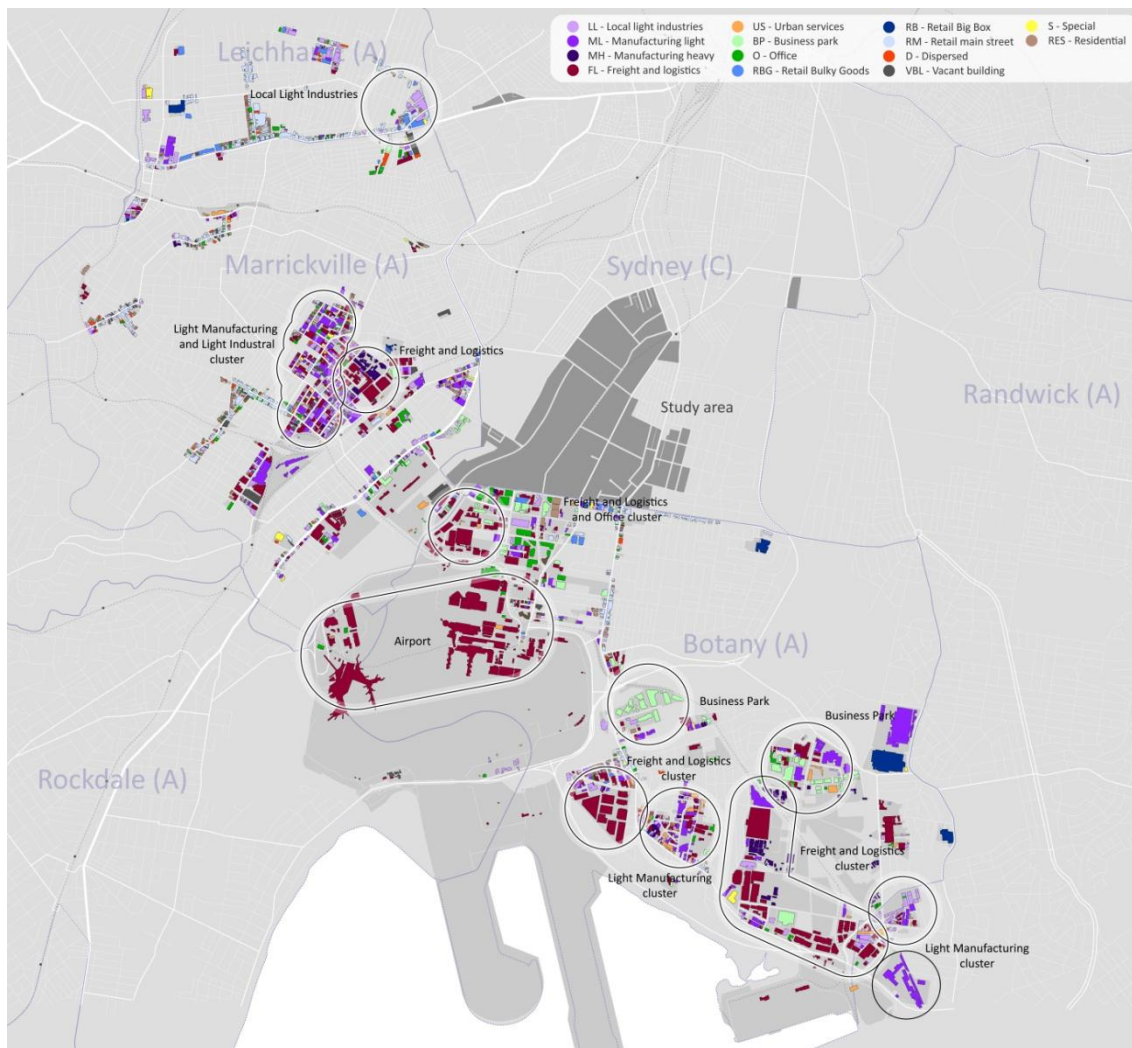 LL - Local light industries
ML - Manufacturing light
MH - Manufacturing heavy
FL - Freight and logistics
US - Urban services
BP - Business park
O - Office
RBG - Retail Bulky Goods
RB - Retail Big Box
RM - Retail main street
D - Dispersed
VBL - Vacant building
S - Special
RES - Residential
Leichhardt (A)
Local Light Industries
Marrickville (A)
Sydney (C)
Light Manufacturing
and Light Industral
cluster
Freight and Logistics
Randwick (A)
Study area
Freight and Logistics
and Office cluster
Airport
Botany (A)
Business Park
Business Park
Rockdale (A)
Freight and Logistics
cluster
Freight and Logistics
cluster
Light Manufacturing
cluster
Light Manufacturing
cluster